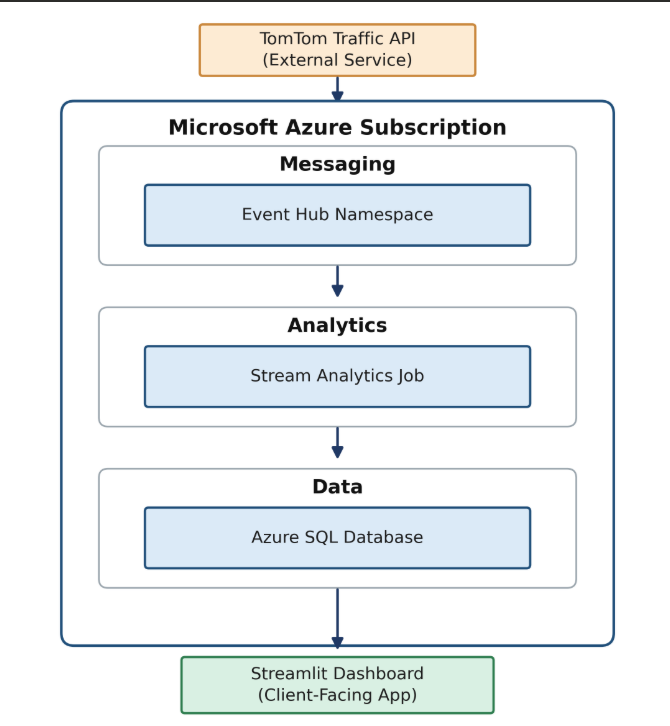 TomTom Traffic API
(External Service)
Microsoft Azure Subscription
Messaging
Event Hub Namespace
Analytics
Stream Analytics Job
Data
Azure SQL Database
Streamlit Dashboard
(Client-Facing App)